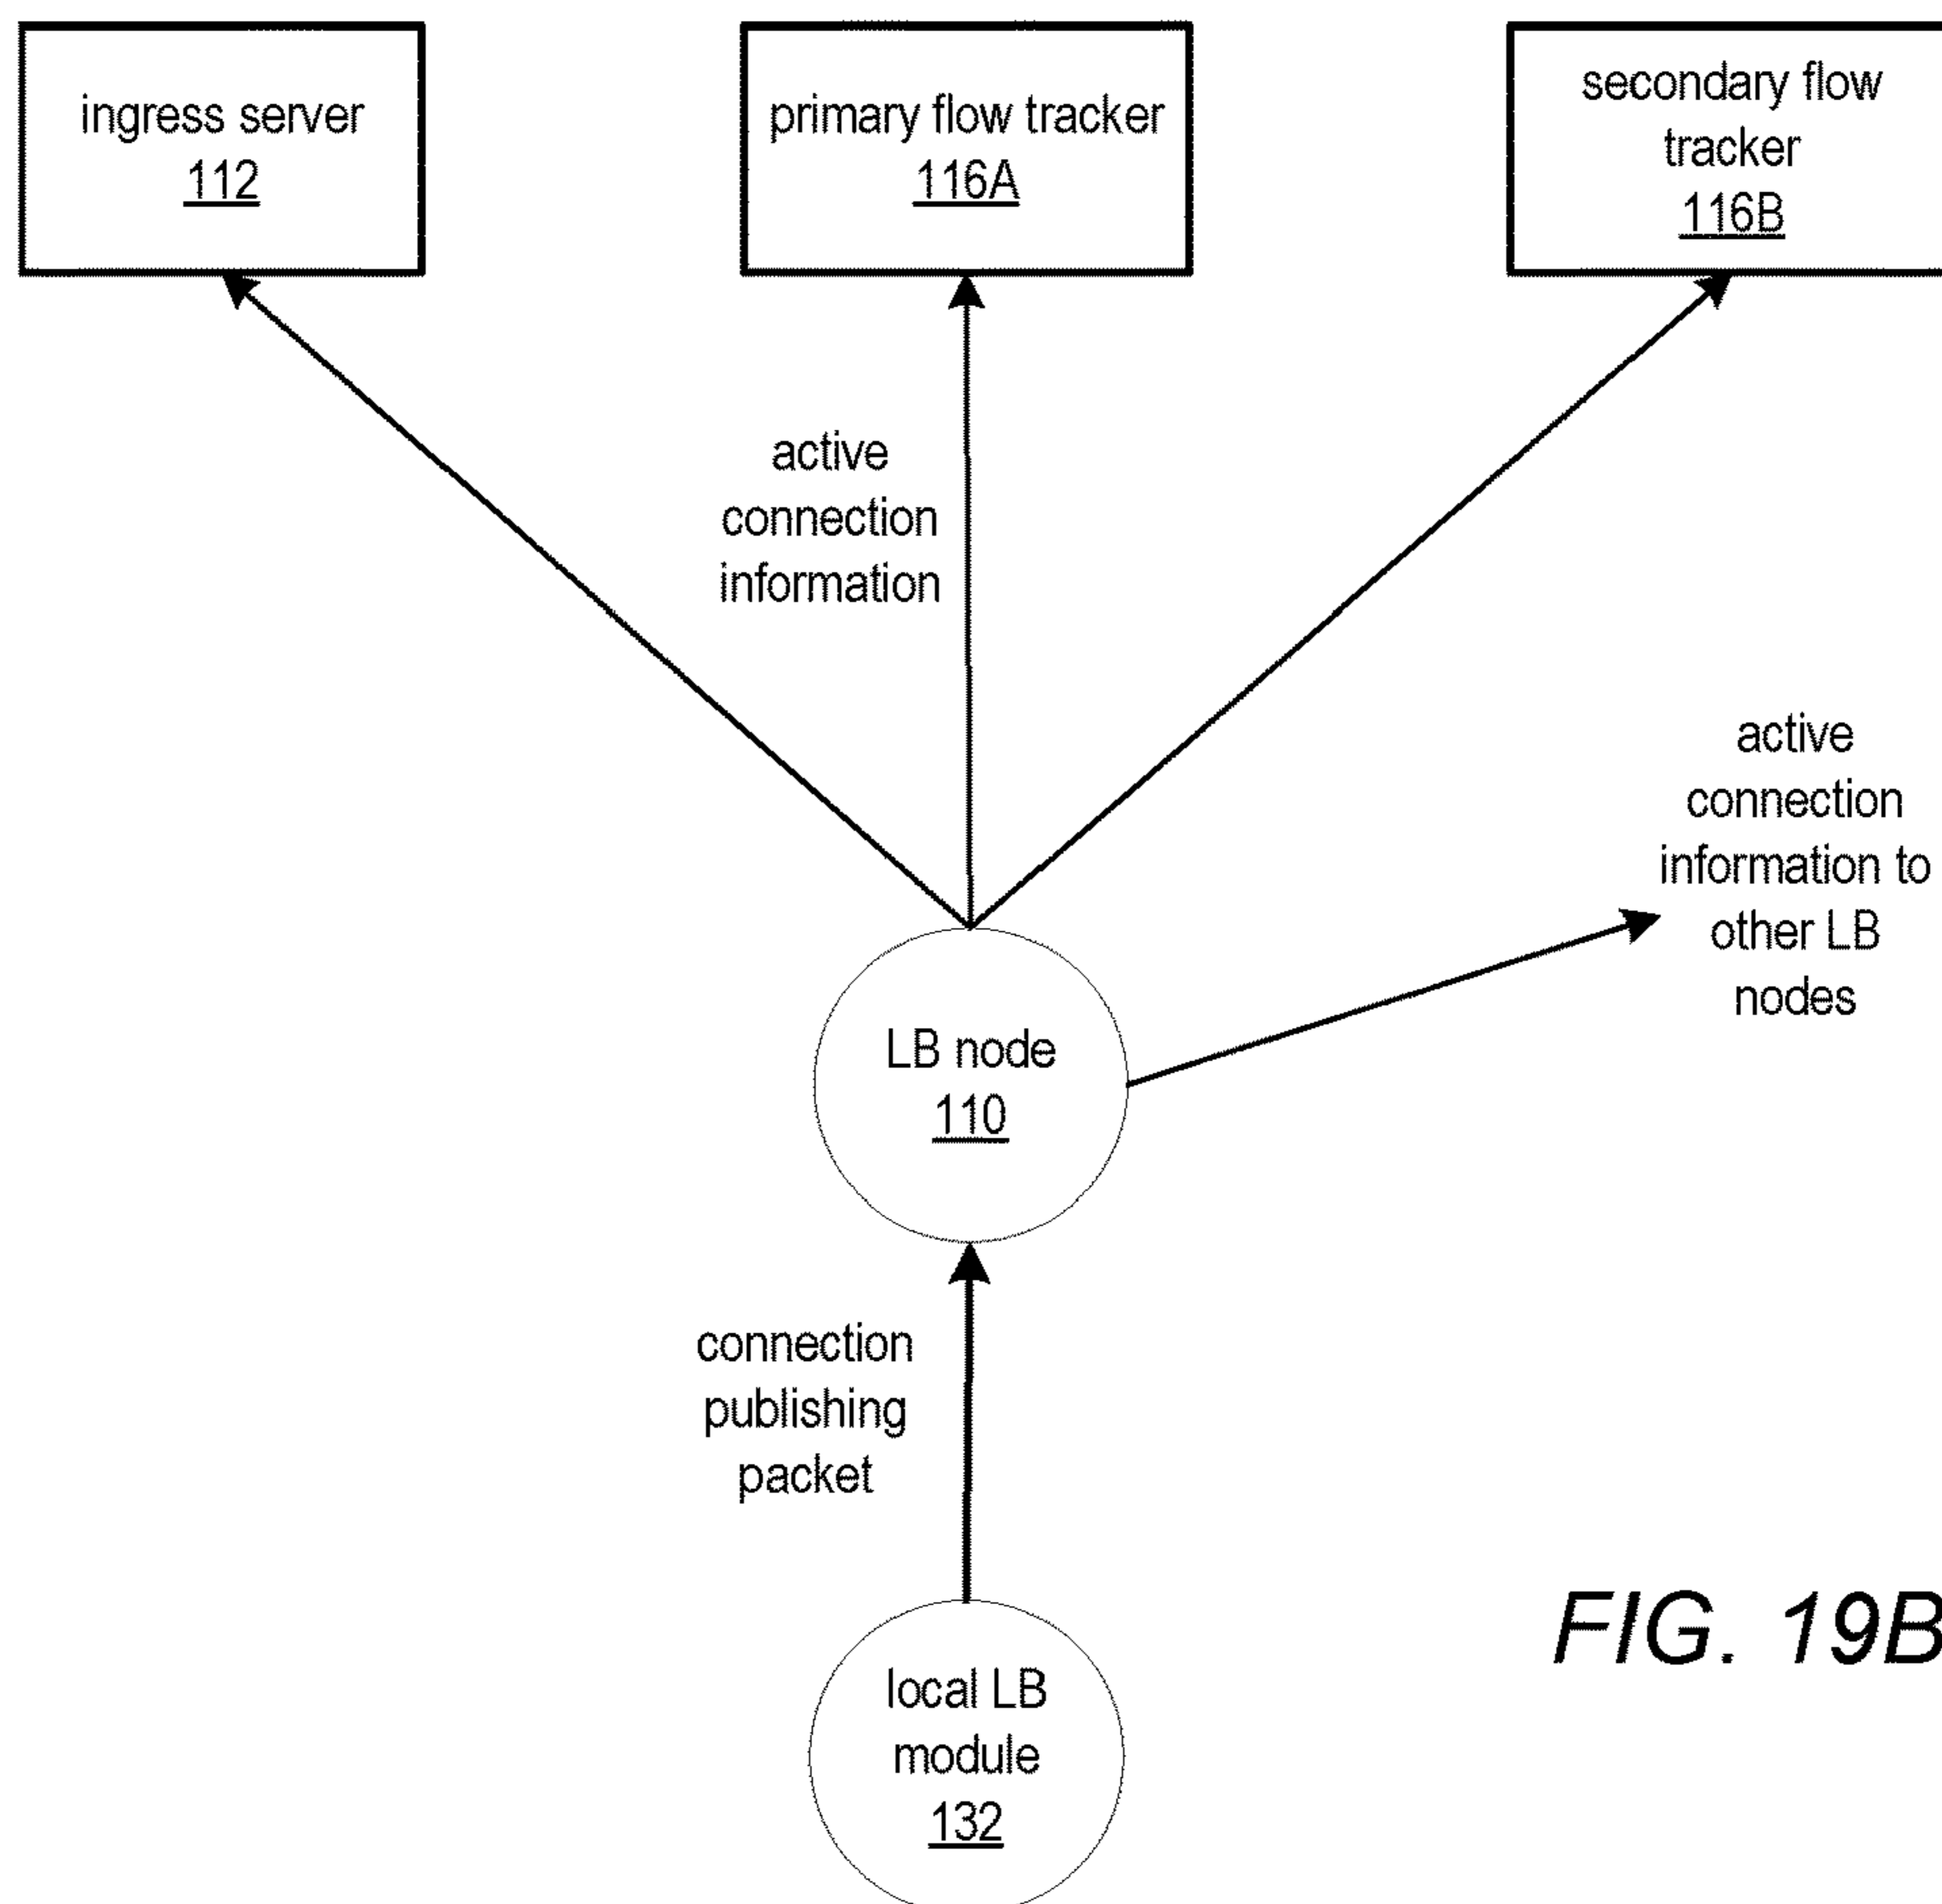 ingress server
112
primary flow tracker
116A
secondary flow
tracker
116B
active
connection
information
active
connection
information to
other LB
nodes
LB node
110
connection
publishing
packet
FIG. 19B
local LB
module
132